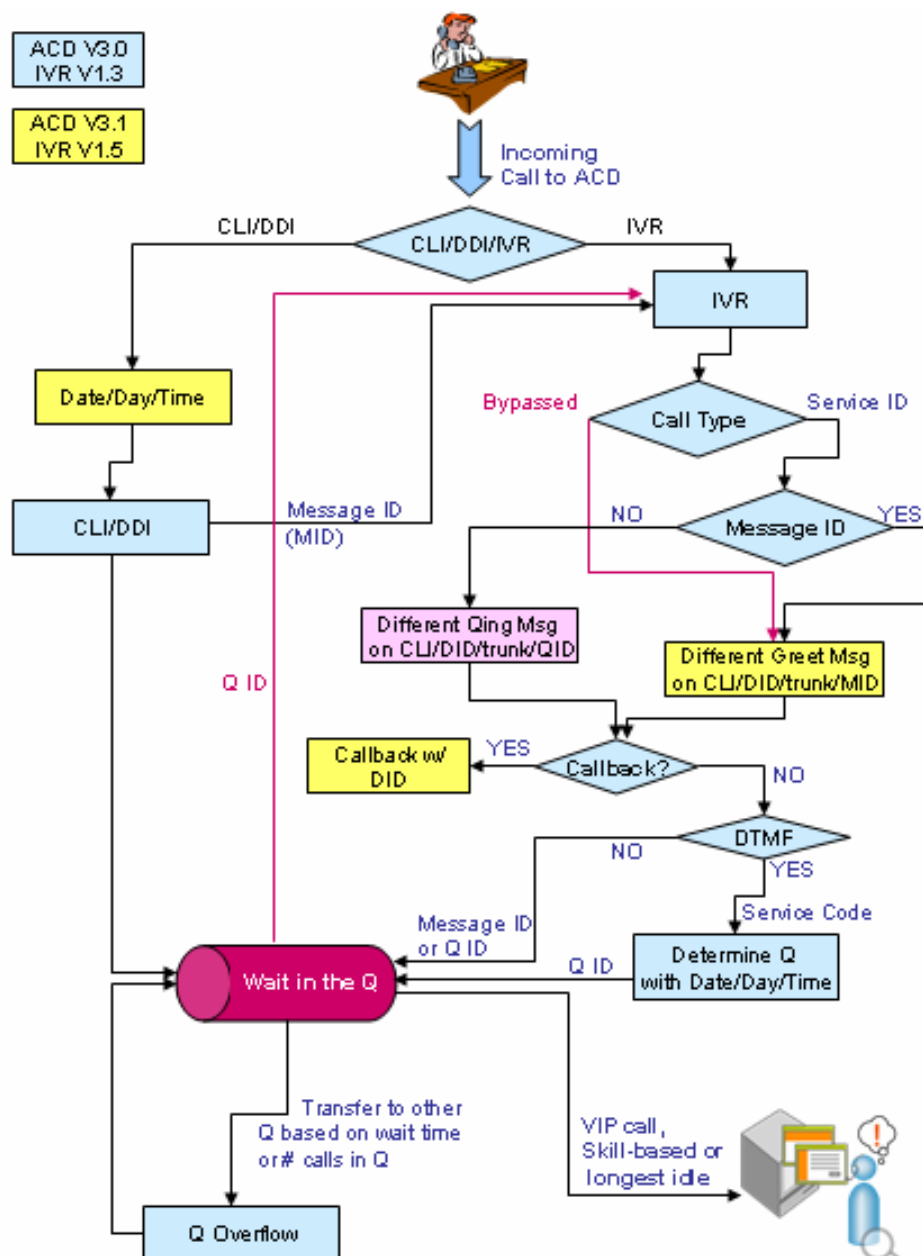 ACD V3.0
IVR V1.3
ACD V3.1
IVR V1.5
Incoming
Call to ACD
CLI/DDI
CLI/DDI/IVR
IVR
IVR
Date/Day/Time
Bypassed
Call Type
Service ID
CLI/DDI
Message ID
(MID)
NO
Message ID
YES
Different Qing Msg
on CLI/DID/trunk/QID
Different Greet Msg
on CLI/DID/trunk/MID
Q ID
Callback w/
DID
YES
Callback?
NO
NO
DTMF
YES
Service Code
Message ID
or Q ID
Wait in the Q
Q ID
Determine Q
with Date/Day/Time
Transfer to other
Q based on wait time
or # calls in Q
VIP call,
Skill-based or
longest idle
Q Overflow